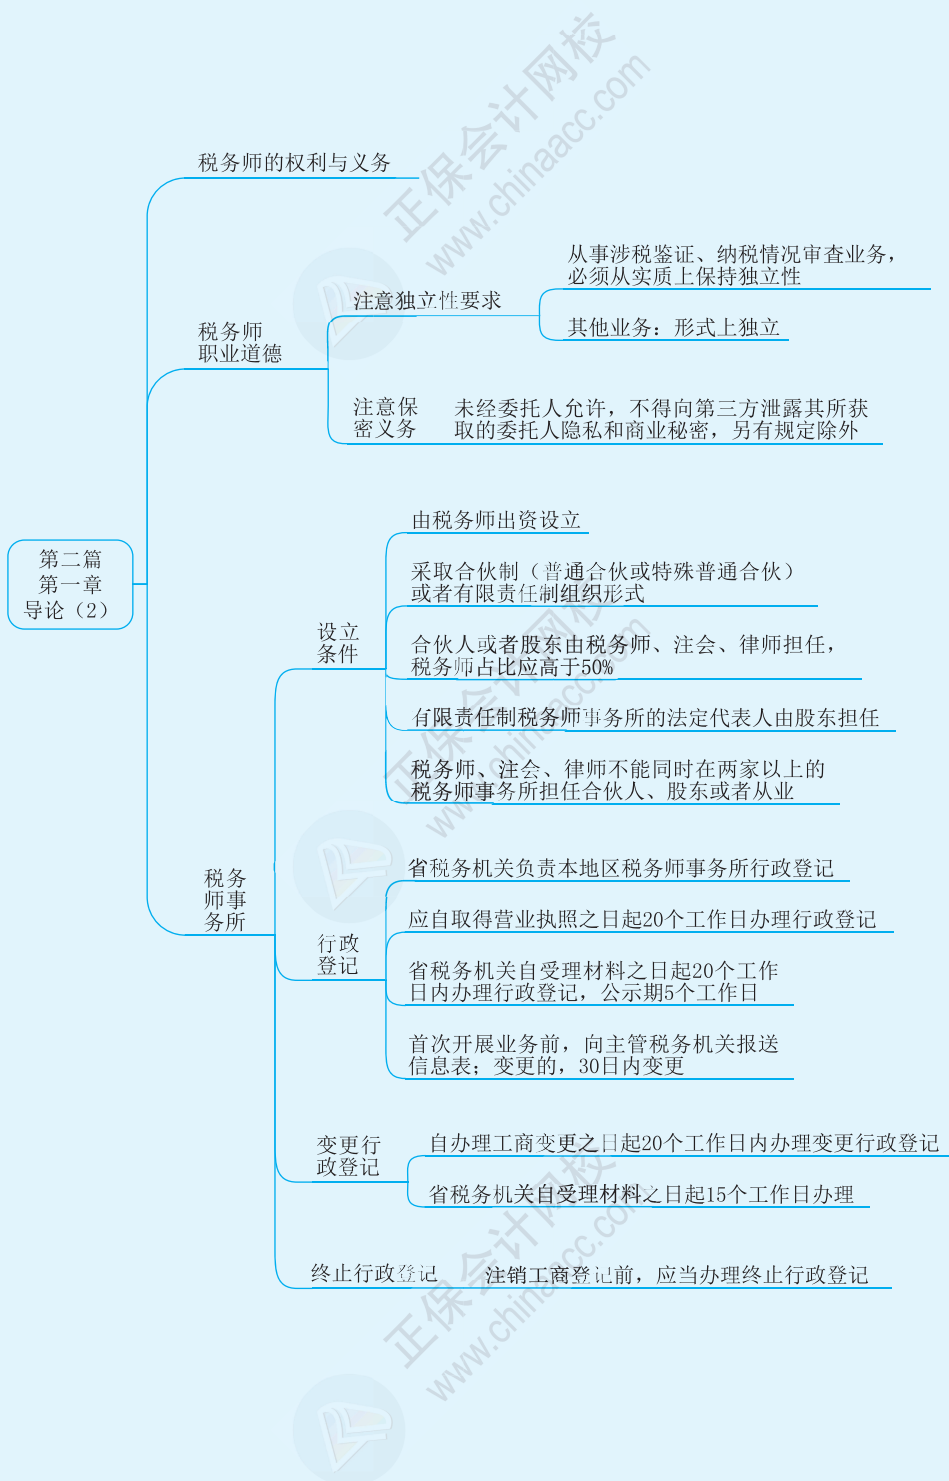 正保会计网校
www.chinaacc.com
税务师的权利与义务
从事涉税鉴证、纳税情况审查业务，
必须从实质上保持独立性
注意独立性要求
其他业务：形式上独立
税务师
职业道德
注意保
密义务
未经委托人允许，不得向第三方泄露其所获
取的委托人隐私和商业秘密，另有规定除外
第二篇
第一章
导论（2）
由税务师出资设立
采取合伙制（普通合伙或特殊普通合伙）
或者有限责任制组织形式
设立
条件
合伙人或者股东由税务师、注会、律师担任，
税务师占比应高于50%
有限责任制税务师事务所的法定代表人由股东担任
税务师、注会、律师不能同时在两家以上的
税务师事务所担任合伙人、股东或者从业
正保会计网校
www.chinaacc.com
税务
师事
务所
省税务机关负责本地区税务师事务所行政登记
应自取得营业执照之日起20个工作日办理行政登记
行政
登记
省税务机关自受理材料之日起20个工作
日内办理行政登记，公示期5个工作日
首次开展业务前，向主管税务机关报送
信息表；变更的，30日内变更
变更行
政登记
自办理工商变更之日起20个工作日内办理变更行政登记
省税务机关自受理材料之日起15个工作日办理
终止行政登记
注销工商登记前，应当办理终止行政登记
正保会计网校
www.chinaacc.com